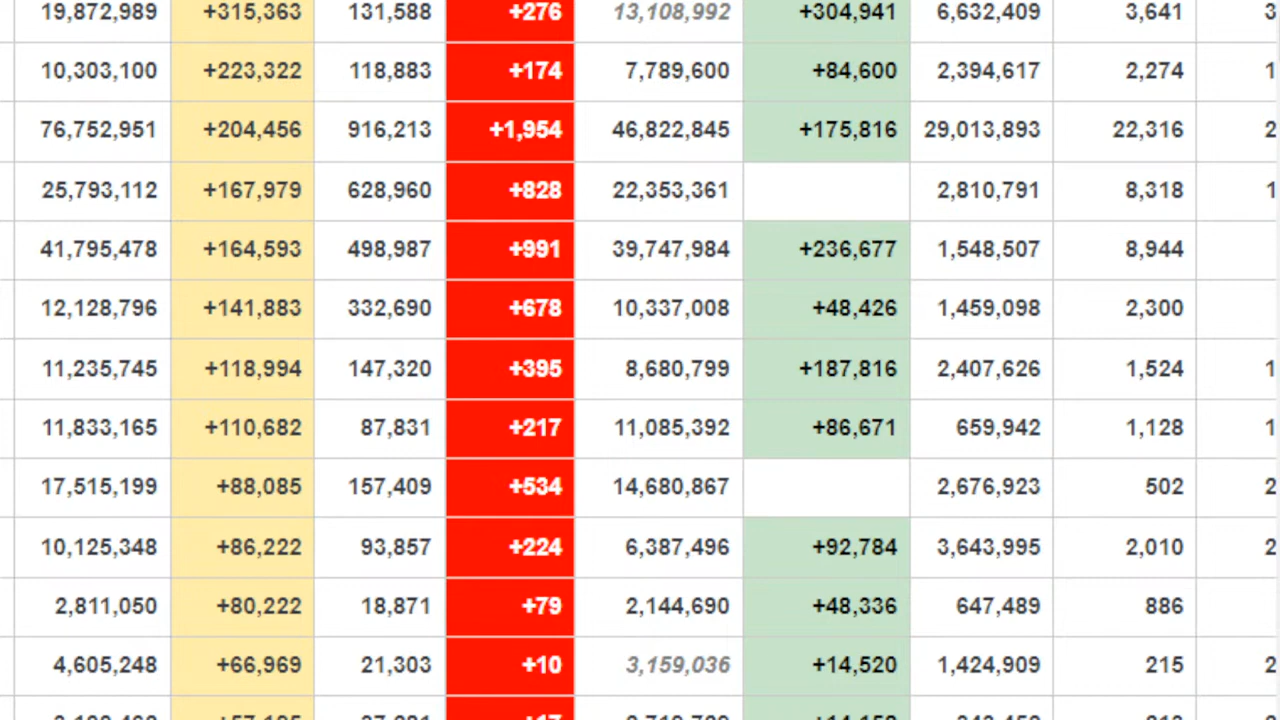 19,872,989 +315,363 131,588 +276 13,108,992 +304,941 6,632,409 3,641 3
10,303,100 +223,322 118,883 +174 7,789,600 +84,600 2,394,617 2,274 1
76,752,951 +204,456 916,213 +1,954 46,822,845 +175,816 29,013,893 22,316 2
25,793,112 +167,979 628,960 +828 22,353,361 2,810,791 8,318 1
41,795,478 +164,593 498,987 +991 39,747,984 +236,677 1,548,507 8,944
12,128,796 +141,883 332,690 +678 10,337,008 +48,426 1,459,098 2,300
11,235,745 +118,994 147,320 +395 8,680,799 +187,816 2,407,626 1,524 1
11,833,165 +110,682 87,831 +217 11,085,392 +86,671 659,942 1,128 1
17,515,199 +88,085 157,409 +534 14,680,867 2,676,923 502 2
10,125,348 +86,222 93,857 +224 6,387,496 +92,784 3,643,995 2,010 2
2,811,050 +80,222 18,871 +79 2,144,690 +48,336 647,489 886
4,605,248 +66,969 21,303 +10 3,159,036 +14,520 1,424,909 215 2